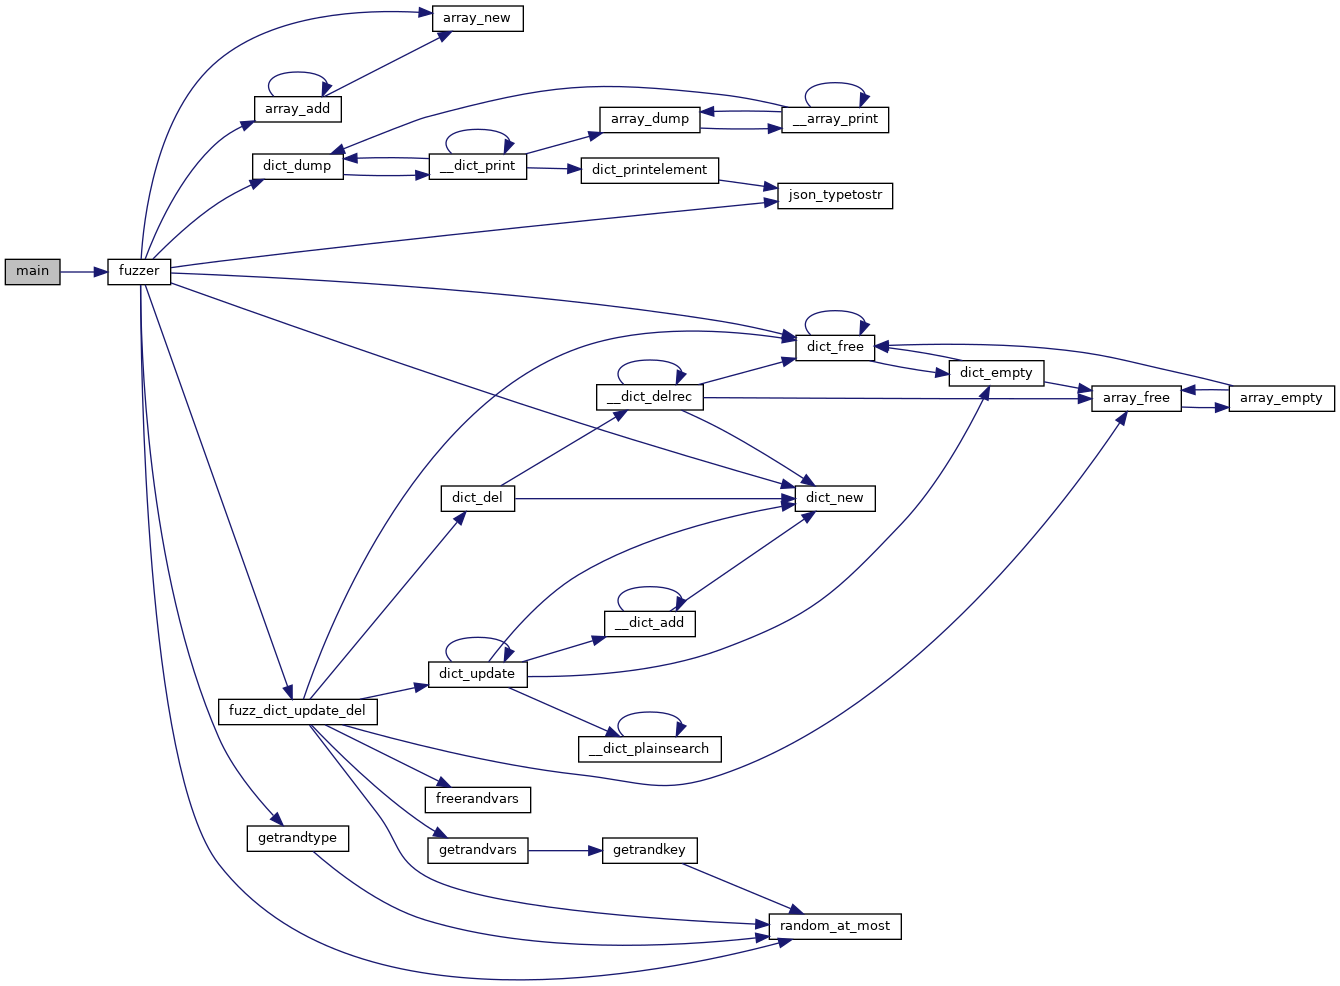 array_new
array_add
array_dump
__array_print
dict_dump
__dict_print
dict_printelement
json_typetostr
main
fuzzer
dict_free
dict_empty
__dict_delrec
array_free
array_empty
dict_del
dict_new
__dict_add
dict_update
fuzz_dict_update_del
__dict_plainsearch
freerandvars
getrandtype
getrandvars
getrandkey
random_at_most